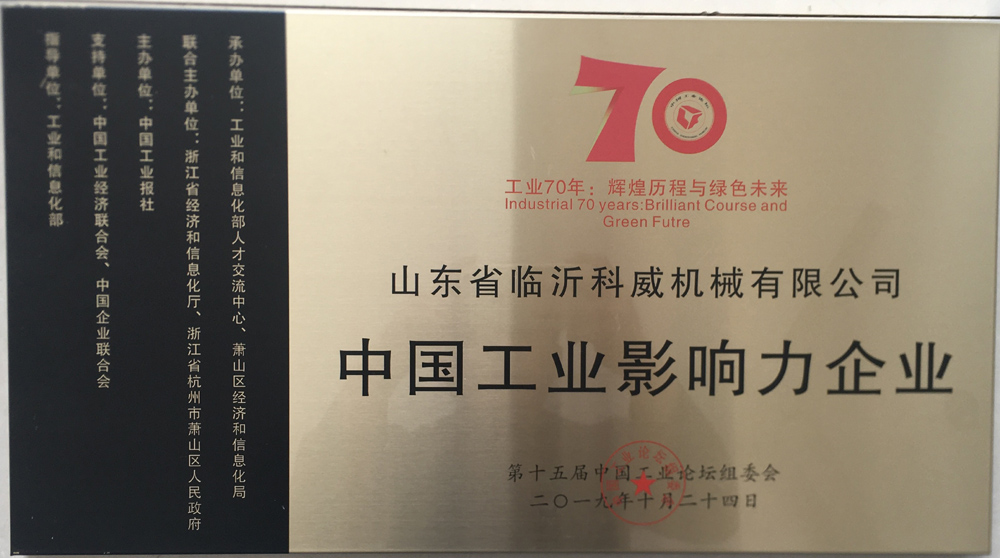 指导单位：工业和信息化部
支持单位：中国工业经济联合会、中国企业联合会
主办单位：中国工业报社
联合主办单位：浙江省经济和信息化厅、浙江省杭州市萧山区人民政府
承办单位：工业和信息化部人才交流中心、萧山区经济和信息化局
70
工业70年：辉煌历程与绿色未来
Industrial 70 years:Brilliant Course and
Green Futre
山东省临沂科威机械有限公司
中国工业影响力企业
第十五届中国工业论坛组委会
二〇一九年十月二十四日